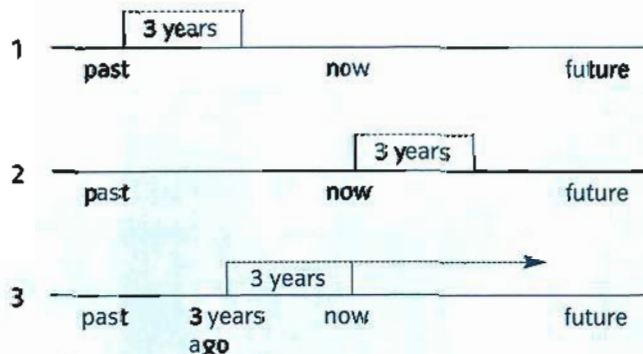 3 years
1
past now future
3 years
2
past now future
3 years
3
past 3 years now future
ago